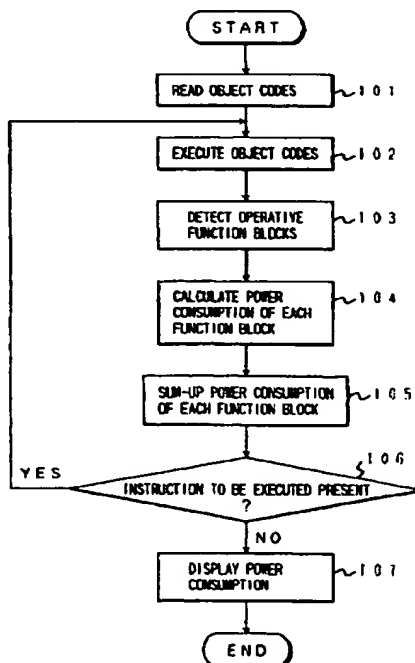 START
READ OBJECT CODES
101
EXECUTE OBJECT CODES
102
DETECT OPERATIVE
FUNCTION BLOCKS
103
CALCULATE POWER
CONSUMPTION OF EACH
FUNCTION BLOCK
104
SUM-UP POWER CONSUMPTION
OF EACH FUNCTION BLOCK
105
106
YES
INSTRUCTION TO BE EXECUTED PRESENT
?
NO
DISPLAY POWER
CONSUMPTION
107
END